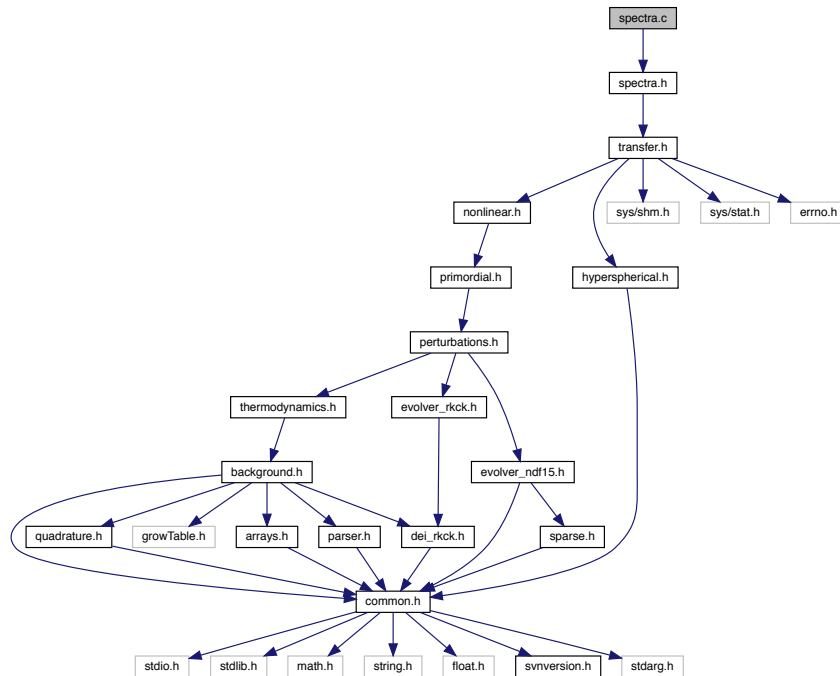 spectra.c
spectra.h
transfer.h
nonlinear.h
sys/shm.h
sys/stat.h
errno.h
primordial.h
hyperspherical.h
perturbations.h
thermodynamics.h
evolver_rkck.h
background.h
evolver_ndf15.h
quadrature.h
growTable.h
arrays.h
parser.h
dei_rkck.h
sparse.h
common.h
stdio.h
stdlib.h
math.h
string.h
float.h
svnversion.h
stdarg.h